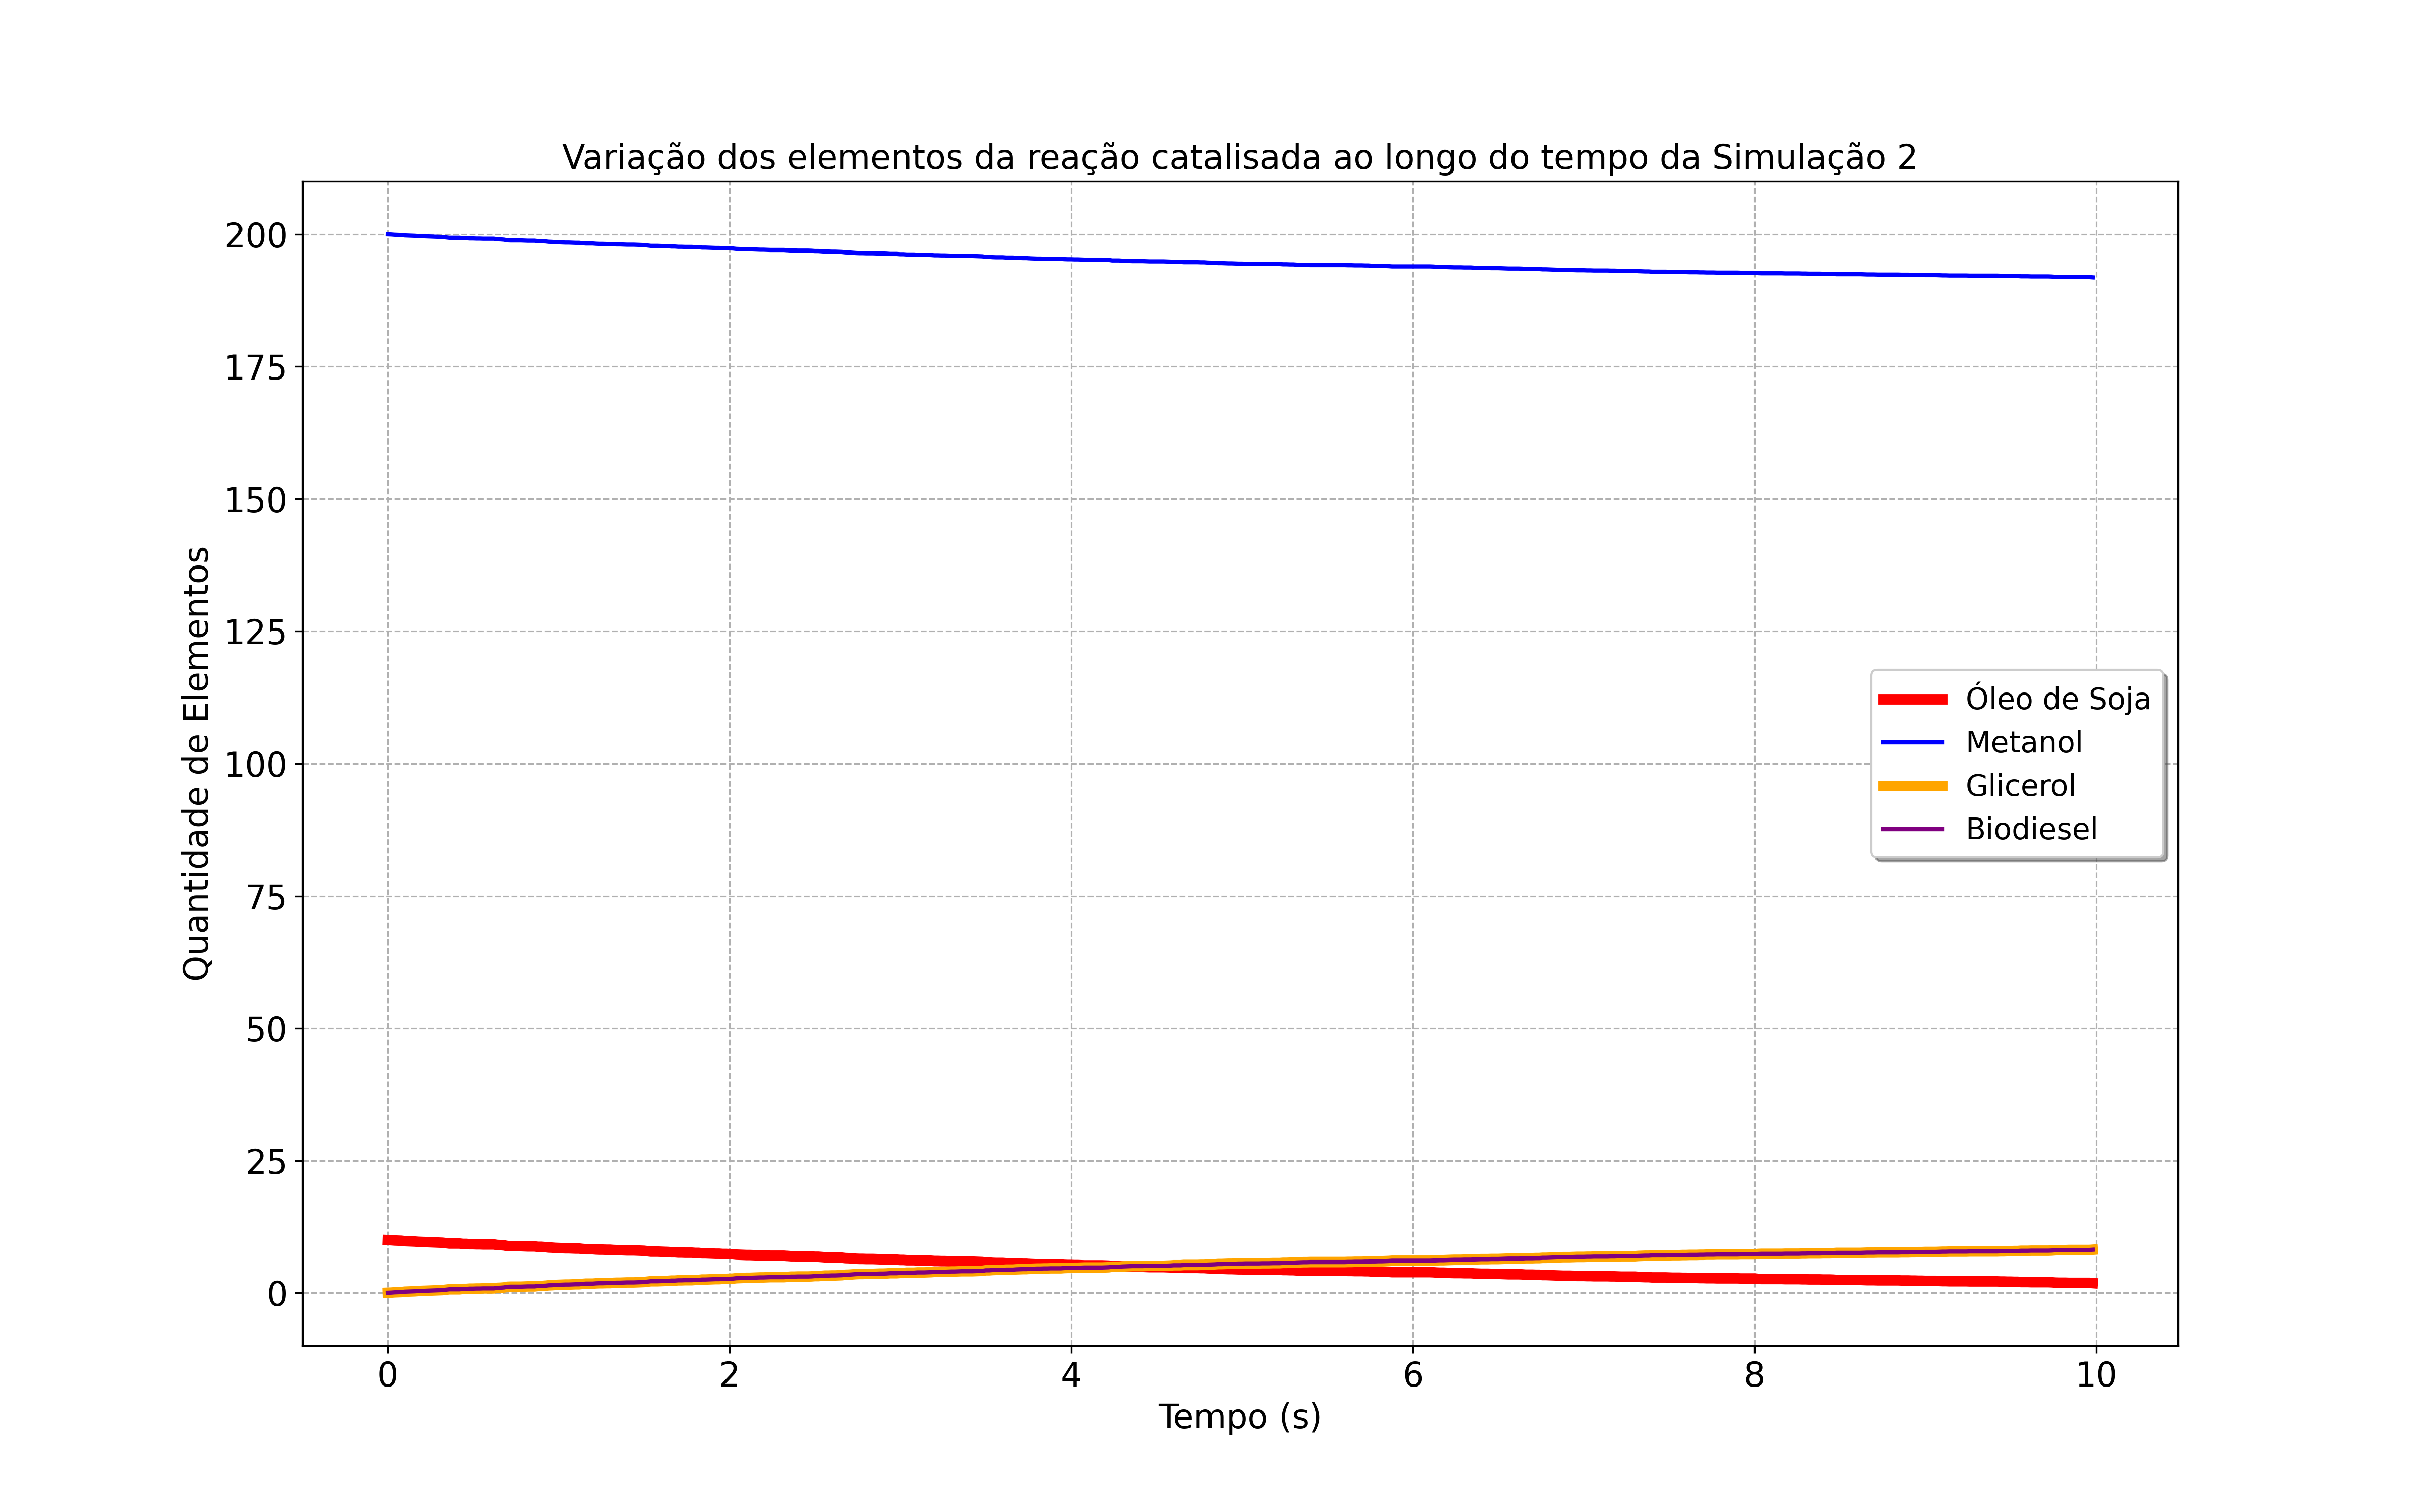 Variação dos elementos da reação catalisada ao longo do tempo da Simulação 2
Quantidade de Elementos
200
175
150
125
100
75
50
25
0
Óleo de Soja
Metanol
Glicerol
Biodiesel
0 2 4 6 8 10
Tempo (s)